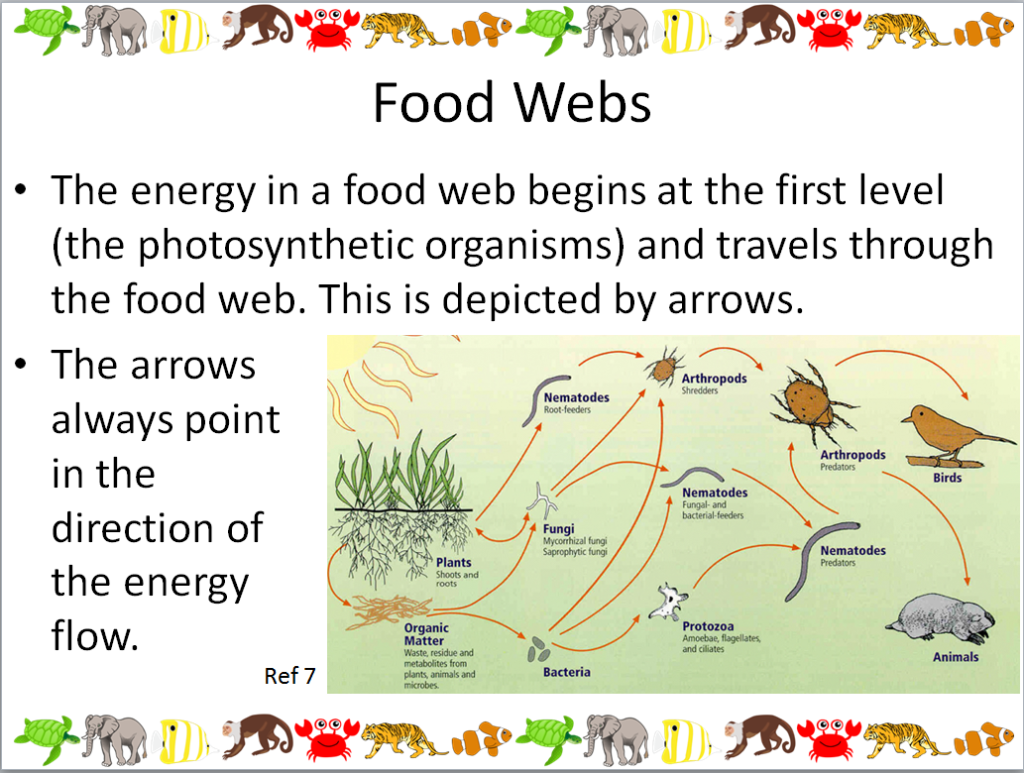 Food Webs
• The energy in a food web begins at the first level
(the photosynthetic organisms) and travels through
the food web. This is depicted by arrows.
• The arrows
always point
in the
direction of
the energy
flow.
Ref 7
Arthropods
Shredders
Nematodes
Root-feeders
Arthropods
Predators
Birds
Nematodes
Fungal- and
bacterial-feeders
Fungi
Mycorrhizal fungi
Saprophytic fungi
Nematodes
Predators
Plants
Shoots and
roots
Organic
Matter
Waste, residue and
metabolites from
plants, animals and
microbes.
Protozoa
Amoebae, flagellates,
and ciliates
Bacteria
Animals